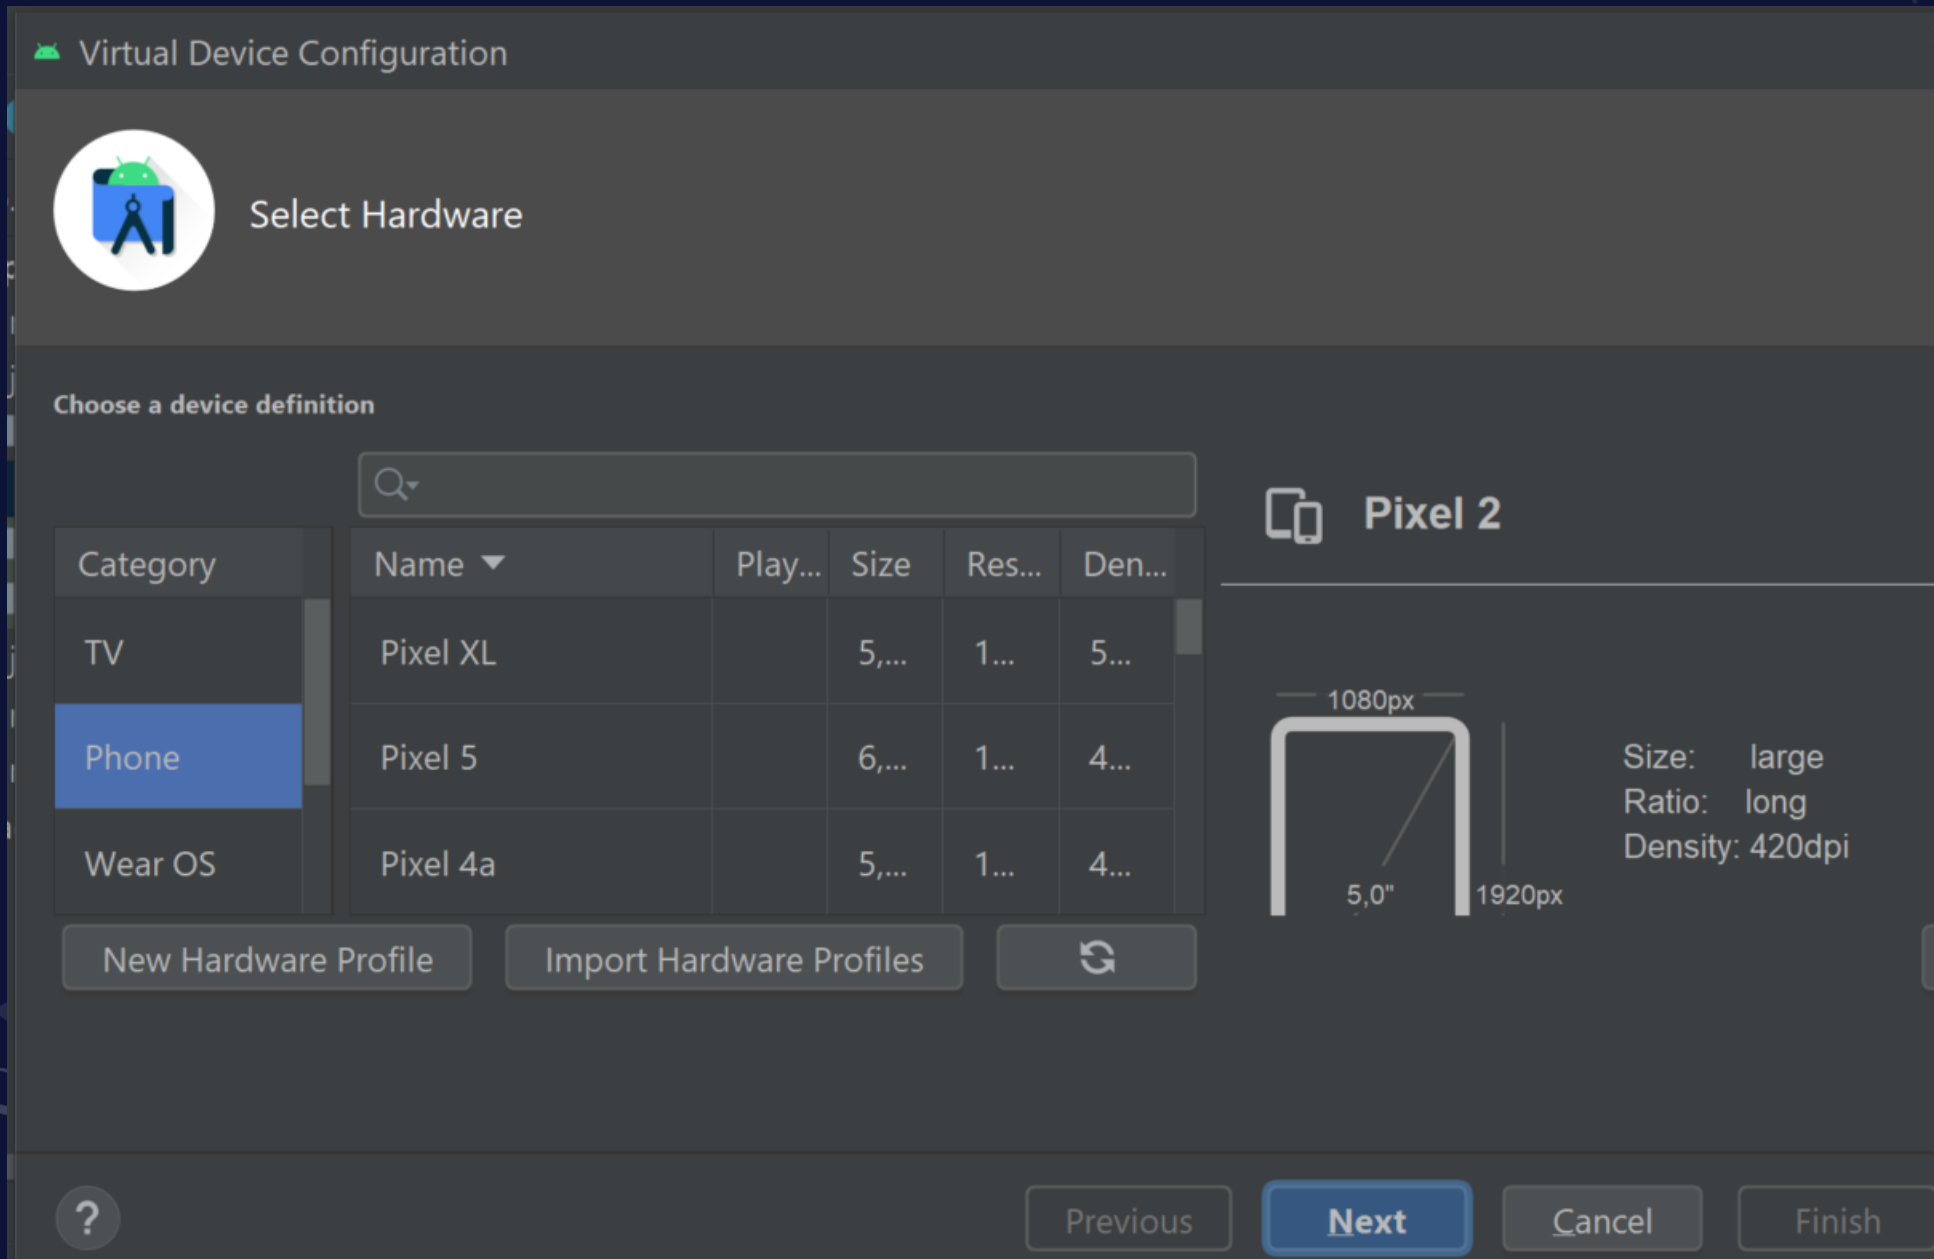 Virtual Device Configuration
Select Hardware
Choose a device definition
Category
TV
Phone
Wear OS
Name Play... Size Res... Den...
Pixel XL 5,... 1... 5...
Pixel 5 6,... 1... 4...
Pixel 4a 5,... 1... 4...
New Hardware Profile Import Hardware Profiles
Pixel 2
1080px
5,0"
1920px
Size: large
Ratio: long
Density: 420dpi
?
Previous Next Cancel Finish